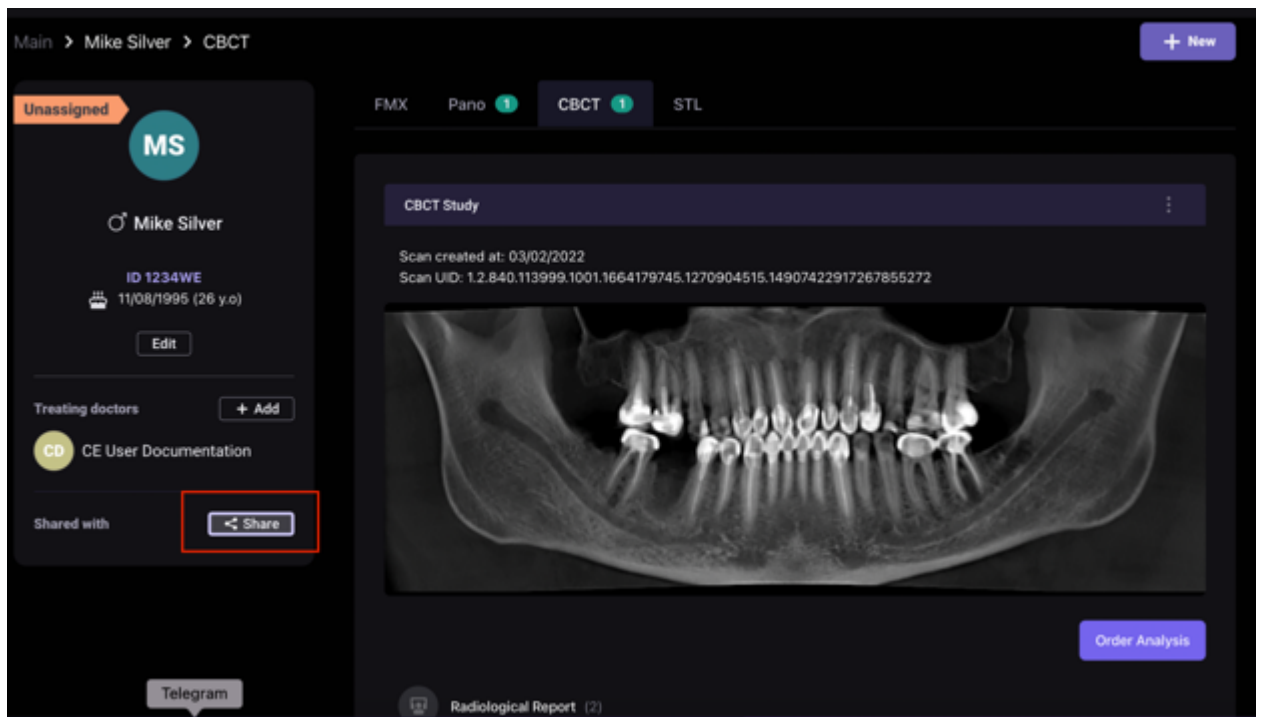 Main > Mike Silver > CBCT
+ New
Unassigned
MS
Mike Silver
ID 1234WE
11/08/1995 (26 y.o)
Edit
Treating doctors
+ Add
CD
CE User Documentation
Shared with
Share
Telegram
FMX Pano 1 CBCT 1 STL
CBCT Study
Scan created at: 03/02/2022
Scan UID: 1.2.840.113999.1001.1664179745.1270904515.14907422917267855272
Order Analysis
Radiological Report (2)